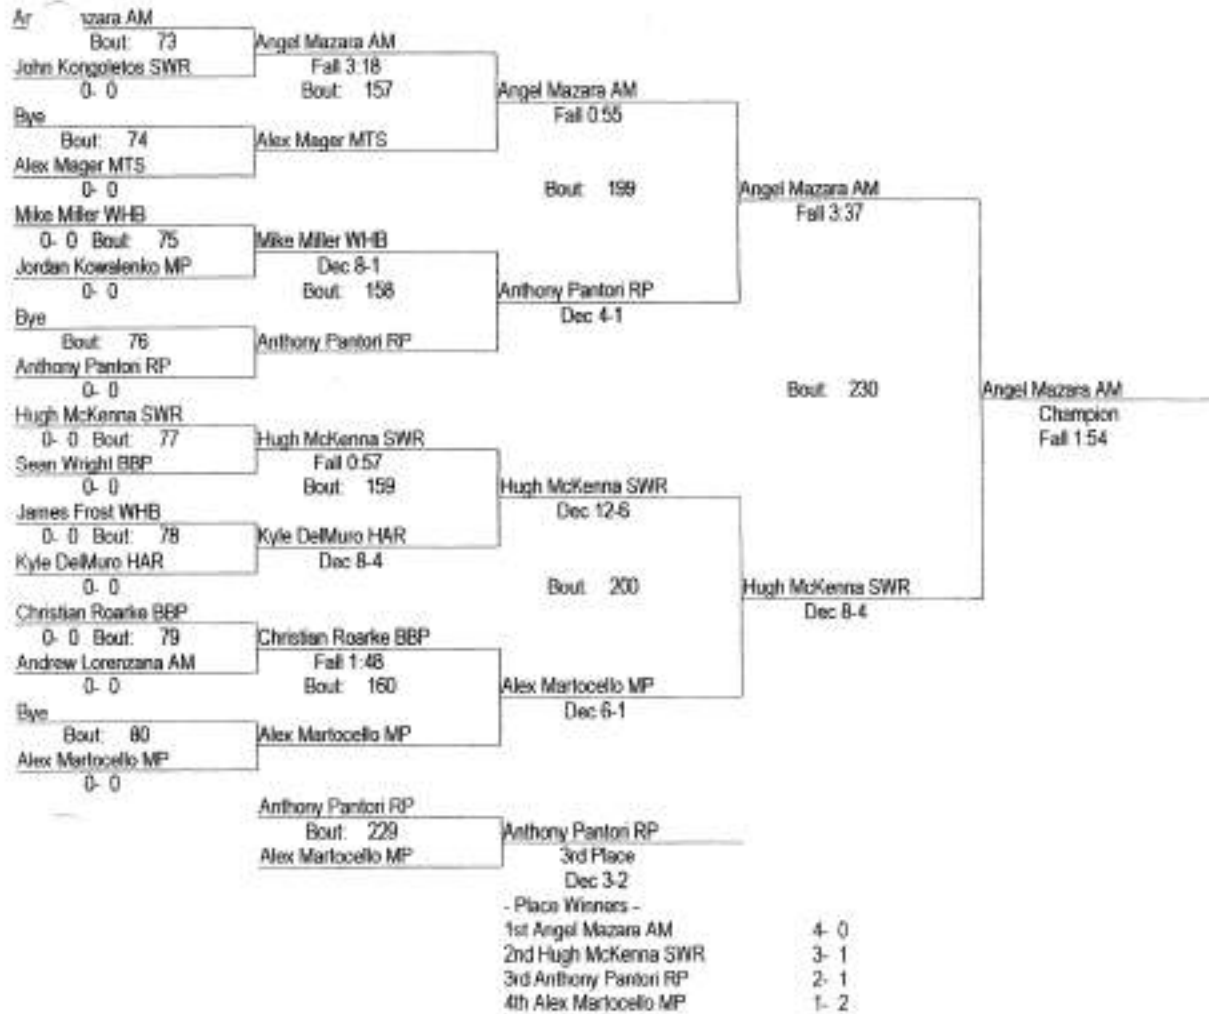 zara AM
Bout: 73
John Kongoletos SWR
0- 0
Angel Mazara AM
Fall 3:18
Bout: 157
Bye
Bout: 74
Alex Mager MTS
0- 0
Alex Mager MTS
Angel Mazara AM
Fall 0:55
Bout: 199
Mike Miller WHB
0- 0 Bout: 75
Jordan Kowalenko MP
0- 0
Mike Miller WHB
Dec 8-1
Bout: 158
Bye
Bout: 76
Anthony Pantori RP
0- 0
Anthony Pantori RP
Anthony Pantori RP
Dec 4-1
Angel Mazara AM
Fall 3:37
Bout: 230
Angel Mazara AM
Champion
Fall 1:54
Hugh McKenna SWR
0- 0 Bout: 77
Sean Wright BBP
0- 0
Hugh McKenna SWR
Fall 0:57
Bout: 159
James Frost WHB
0- 0 Bout: 78
Kyle DelMuro HAR
0- 0
Kyle DelMuro HAR
Dec 8-4
Hugh McKenna SWR
Dec 12-6
Bout: 200
Hugh McKenna SWR
Dec 8-4
Christian Roarke BBP
0- 0 Bout: 79
Andrew Lorenzana AM
0- 0
Christian Roarke BBP
Fall 1:48
Bout: 160
Bye
Bout: 80
Alex Martocello MP
0- 0
Alex Martocello MP
Alex Martocello MP
Dec 6-1
Anthony Pantori RP
Bout: 229
Alex Martocello MP
Anthony Pantori RP
3rd Place
Dec 3-2
- Place Winners -
1st Angel Mazara AM 4- 0
2nd Hugh McKenna SWR 3- 1
3rd Anthony Pantori RP 2- 1
4th Alex Martocello MP 1- 2